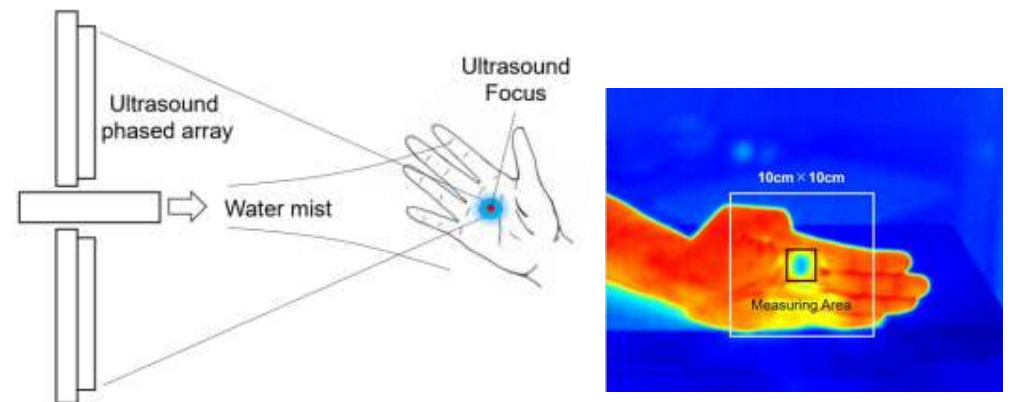 Ultrasound
phased array
Water mist
Ultrasound
Focus
10cm×10cm
Measuring Area